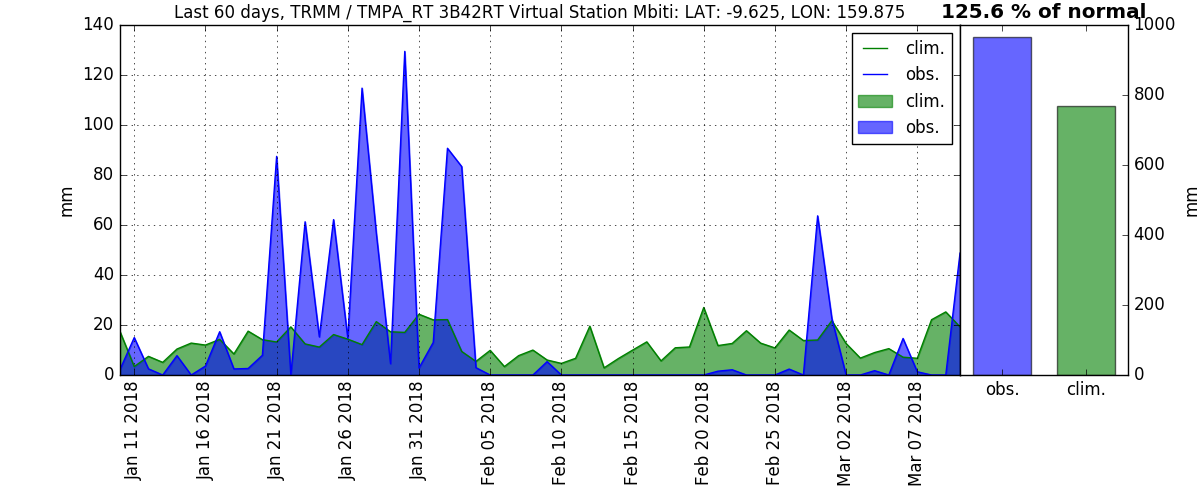 Last 60 days, TRMM / TMPA_RT 3B42RT Virtual Station Mbiti: LAT: -9.625, LON: 159.875
125.6 % of normal
140
120
100
80
60
40
20
0
mm
clim.
obs.
clim.
obs.
Jan 11 2018
Jan 16 2018
Jan 21 2018
Jan 26 2018
Jan 31 2018
Feb 05 2018
Feb 10 2018
Feb 15 2018
Feb 20 2018
Feb 25 2018
Mar 02 2018
Mar 07 2018
1000
800
600
400
200
0
mm
obs.
clim.